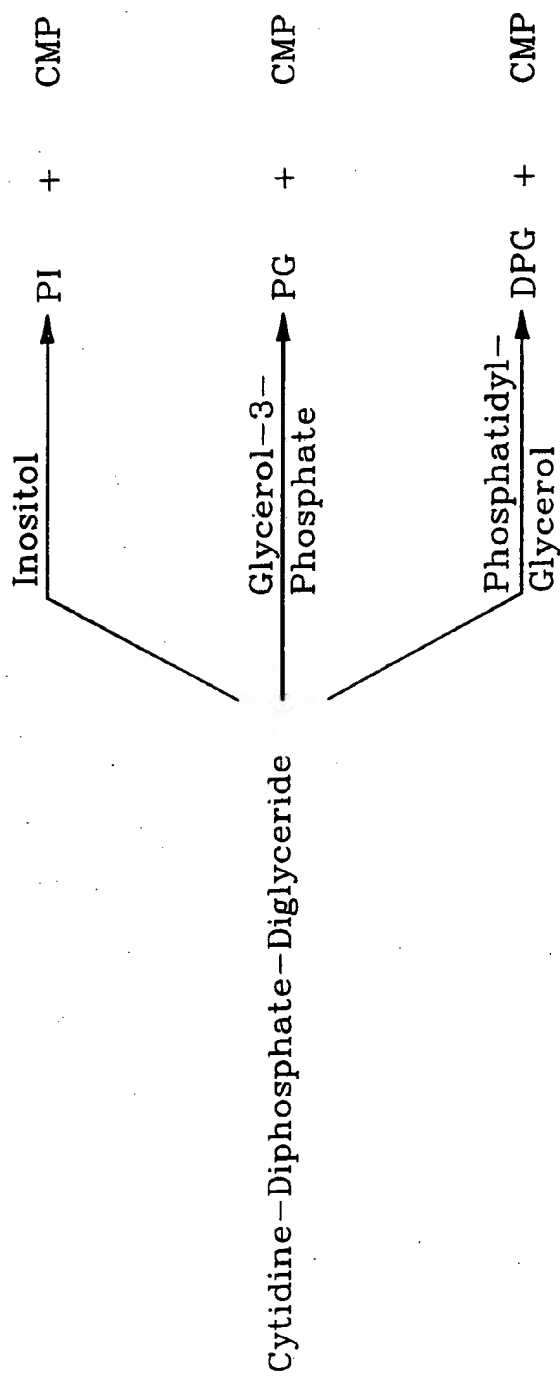 Cytidine-Diphosphate-Diglyceride
Inositol
PI + CMP
Glycerol-3-
Phosphate
PG + CMP
Phosphatidyl-
Glycerol
DPG + CMP